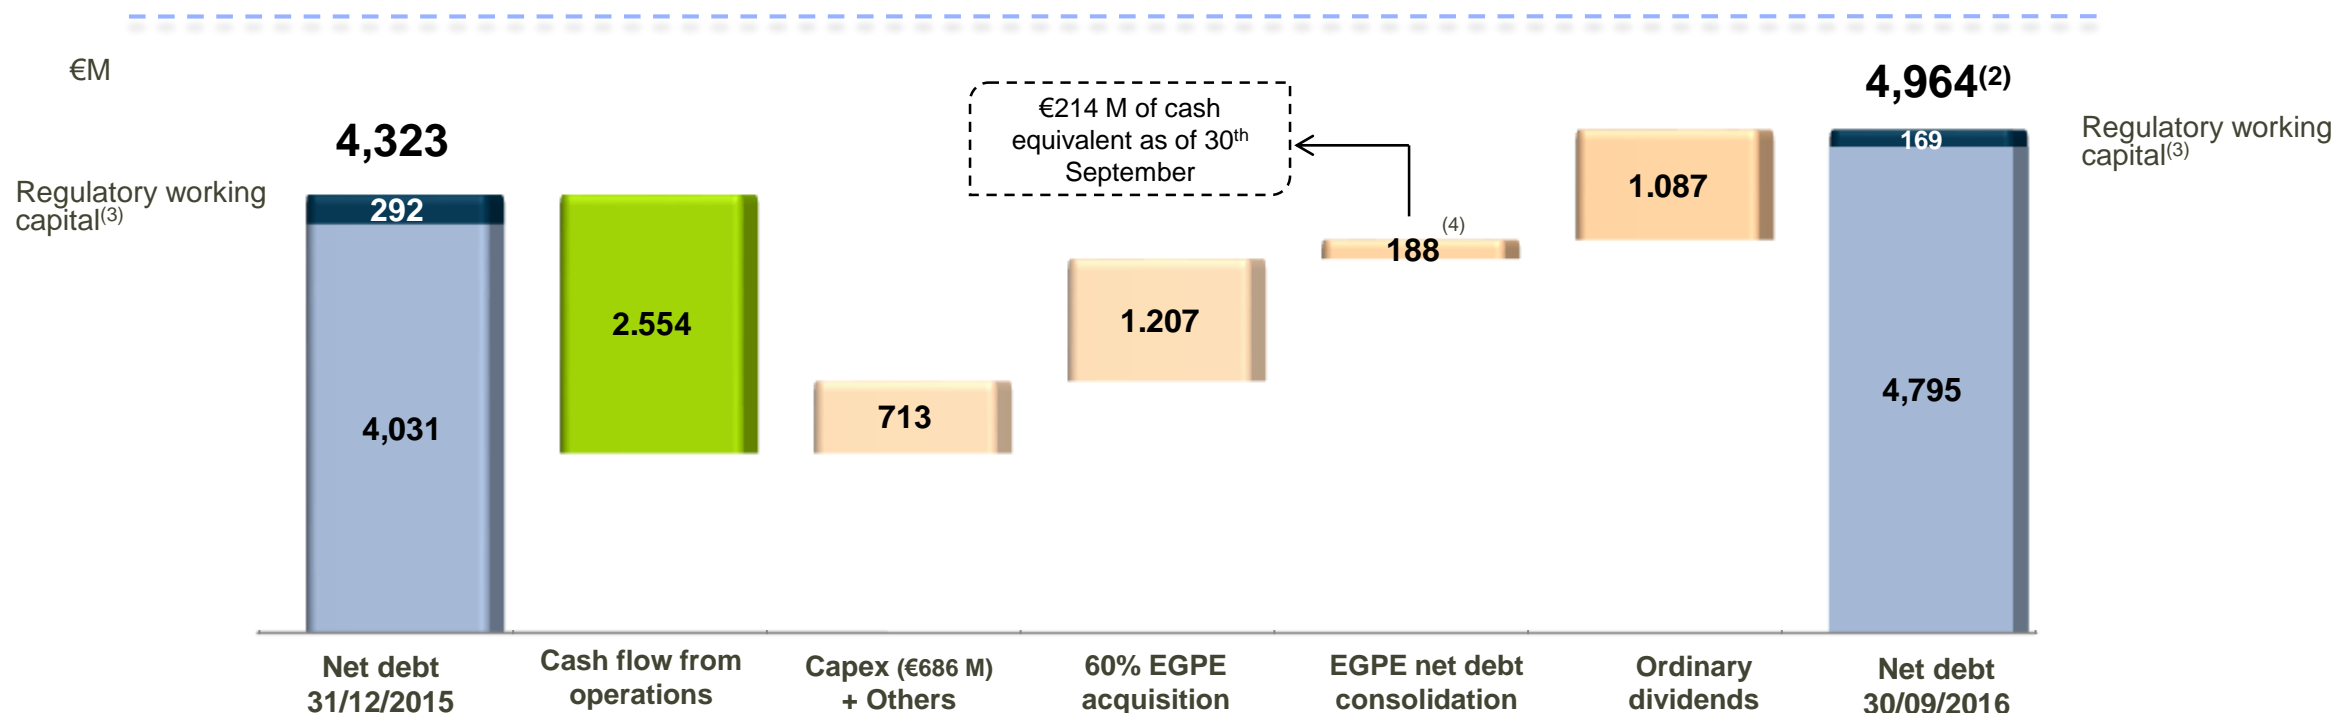 €M
4,323
Regulatory working
capital(3)
292
4,031
2.554
713
1.207
€214 M of cash
equivalent as of 30th
September
(4)
188
1.087
4,964(2)
169
4,795
Regulatory working
capital(3)
Net debt
31/12/2015
Cash flow from
operations
Capex (€686 M)
+ Others
60% EGPE
acquisition
EGPE net debt
consolidation
Ordinary
dividends
Net debt
30/09/2016